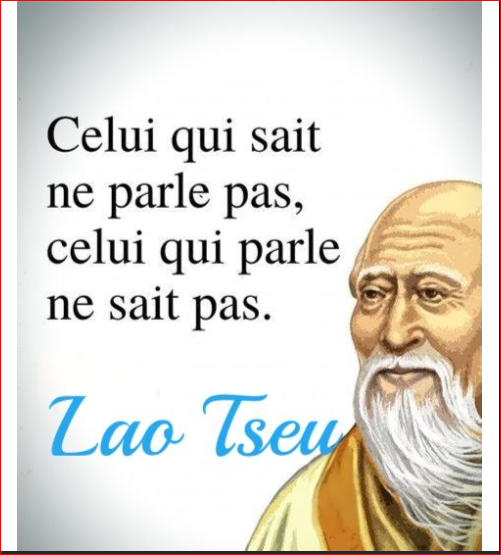 Celui qui sait
ne parle pas,
celui qui parle
ne sait pas.
Lao Tseu